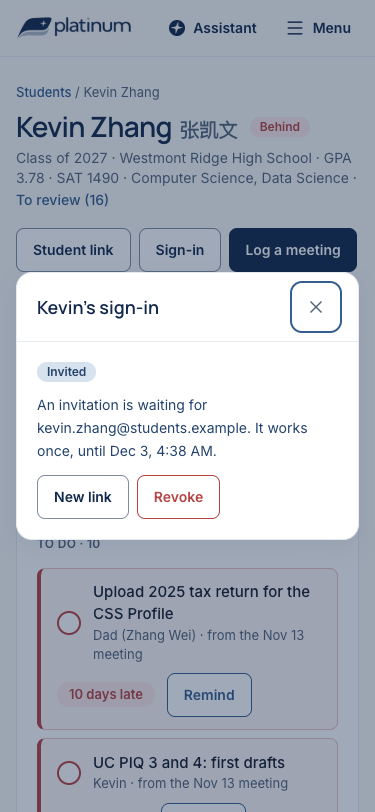 platinum
Assistant
Menu
Students / Kevin Zhang
Kevin Zhang 张凯文 Behind
Class of 2027 · Westmont Ridge High School · GPA
3.78 · SAT 1490 · Computer Science, Data Science ·
To review (16)
Student link
Sign-in
Log a meeting
Kevin's sign-in
Invited
An invitation is waiting for
kevin.zhang@students.example. It works
once, until Dec 3, 4:38 AM.
New link
Revoke
TO DO · 10
Upload 2025 tax return for the
CSS Profile
Dad (Zhang Wei) · from the Nov 13
meeting
10 days late
Remind
UC PIQ 3 and 4: first drafts
Kevin · from the Nov 13 meeting